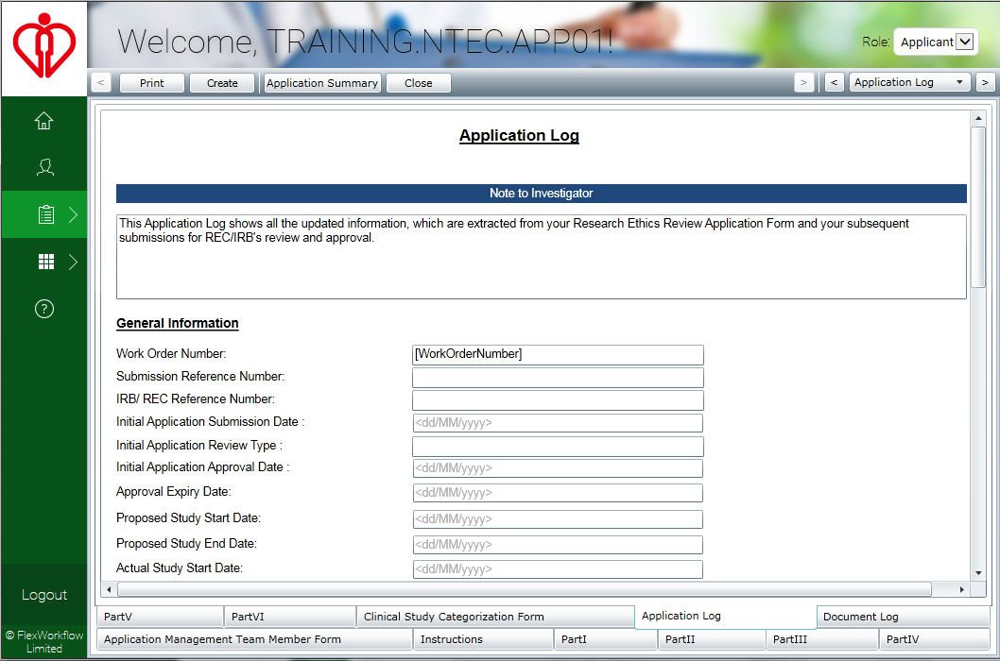 Welcome, TRAINING.NTEC.APP01!
Role: Applicant
< Print Create Application Summary Close > < Application Log >
Application Log
Note to Investigator
This Application Log shows all the updated information, which are extracted from your Research Ethics Review Application Form and your subsequent
submissions for REC/IRB's review and approval.
General Information
Work Order Number: [WorkOrderNumber]
Submission Reference Number:
IRB/ REC Reference Number:
Initial Application Submission Date : <dd/MM/yyyy>
Initial Application Review Type :
Initial Application Approval Date : <dd/MM/yyyy>
Approval Expiry Date: <dd/MM/yyyy>
Proposed Study Start Date: <dd/MM/yyyy>
Proposed Study End Date: <dd/MM/yyyy>
Actual Study Start Date: <dd/MM/yyyy>
Logout
PartV PartVI Clinical Study Categorization Form Application Log Document Log
© FlexWorkflow
Limited
Application Management Team Member Form Instructions PartI PartII PartIII PartIV